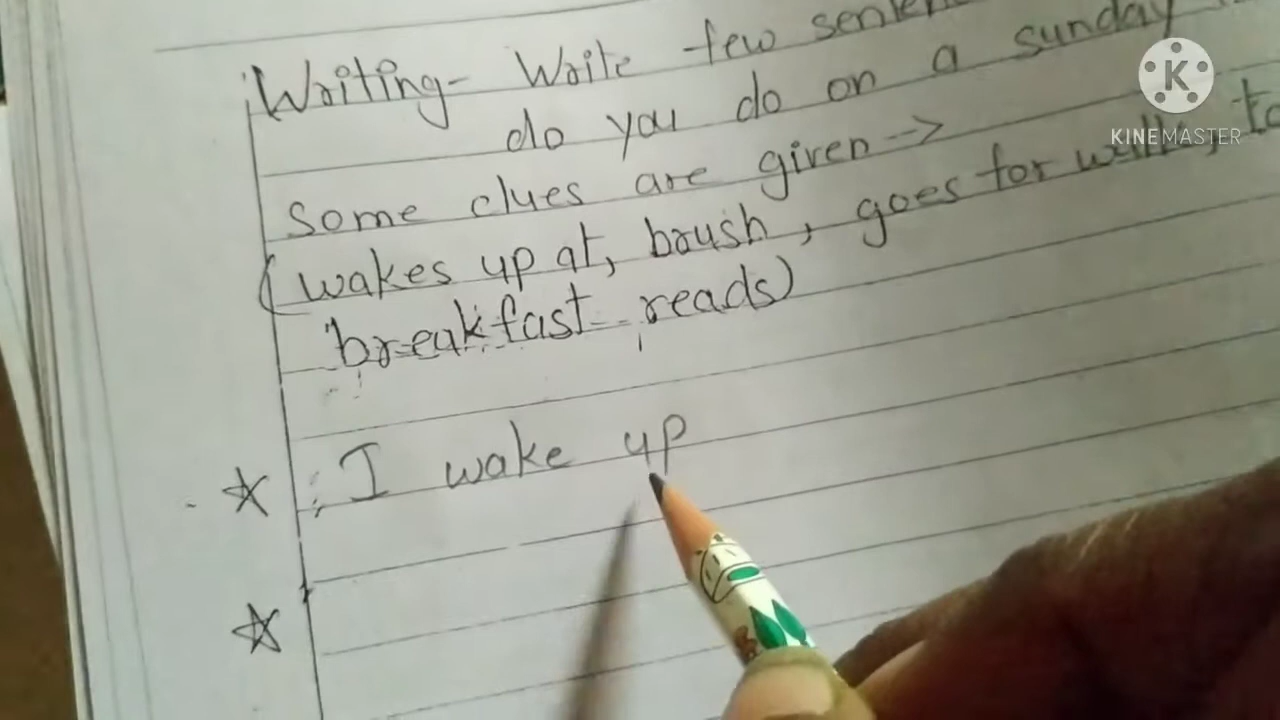 Writing- Write few
do you do on a sunday
Some clues are given ->
(wakes up at, brush, goes for walk,
breakfast reads)
I wake up
KINEMASTER